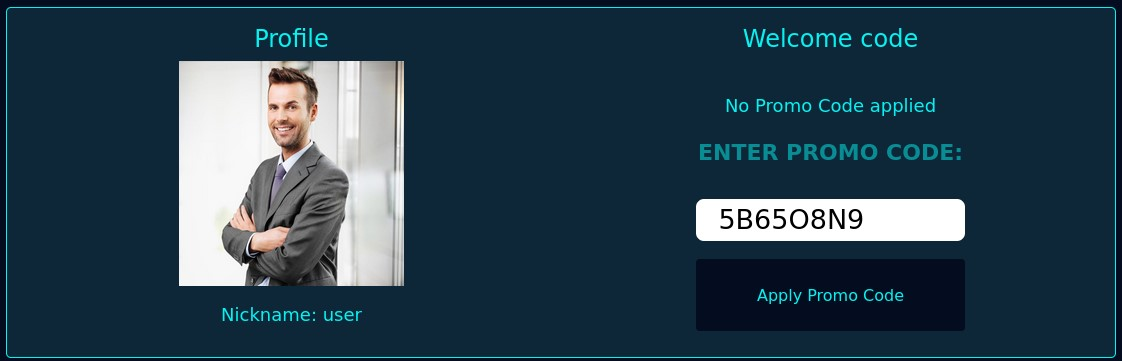 Profile
Nickname: user
Welcome code
No Promo Code applied
ENTER PROMO CODE:
5B65O8N9
Apply Promo Code